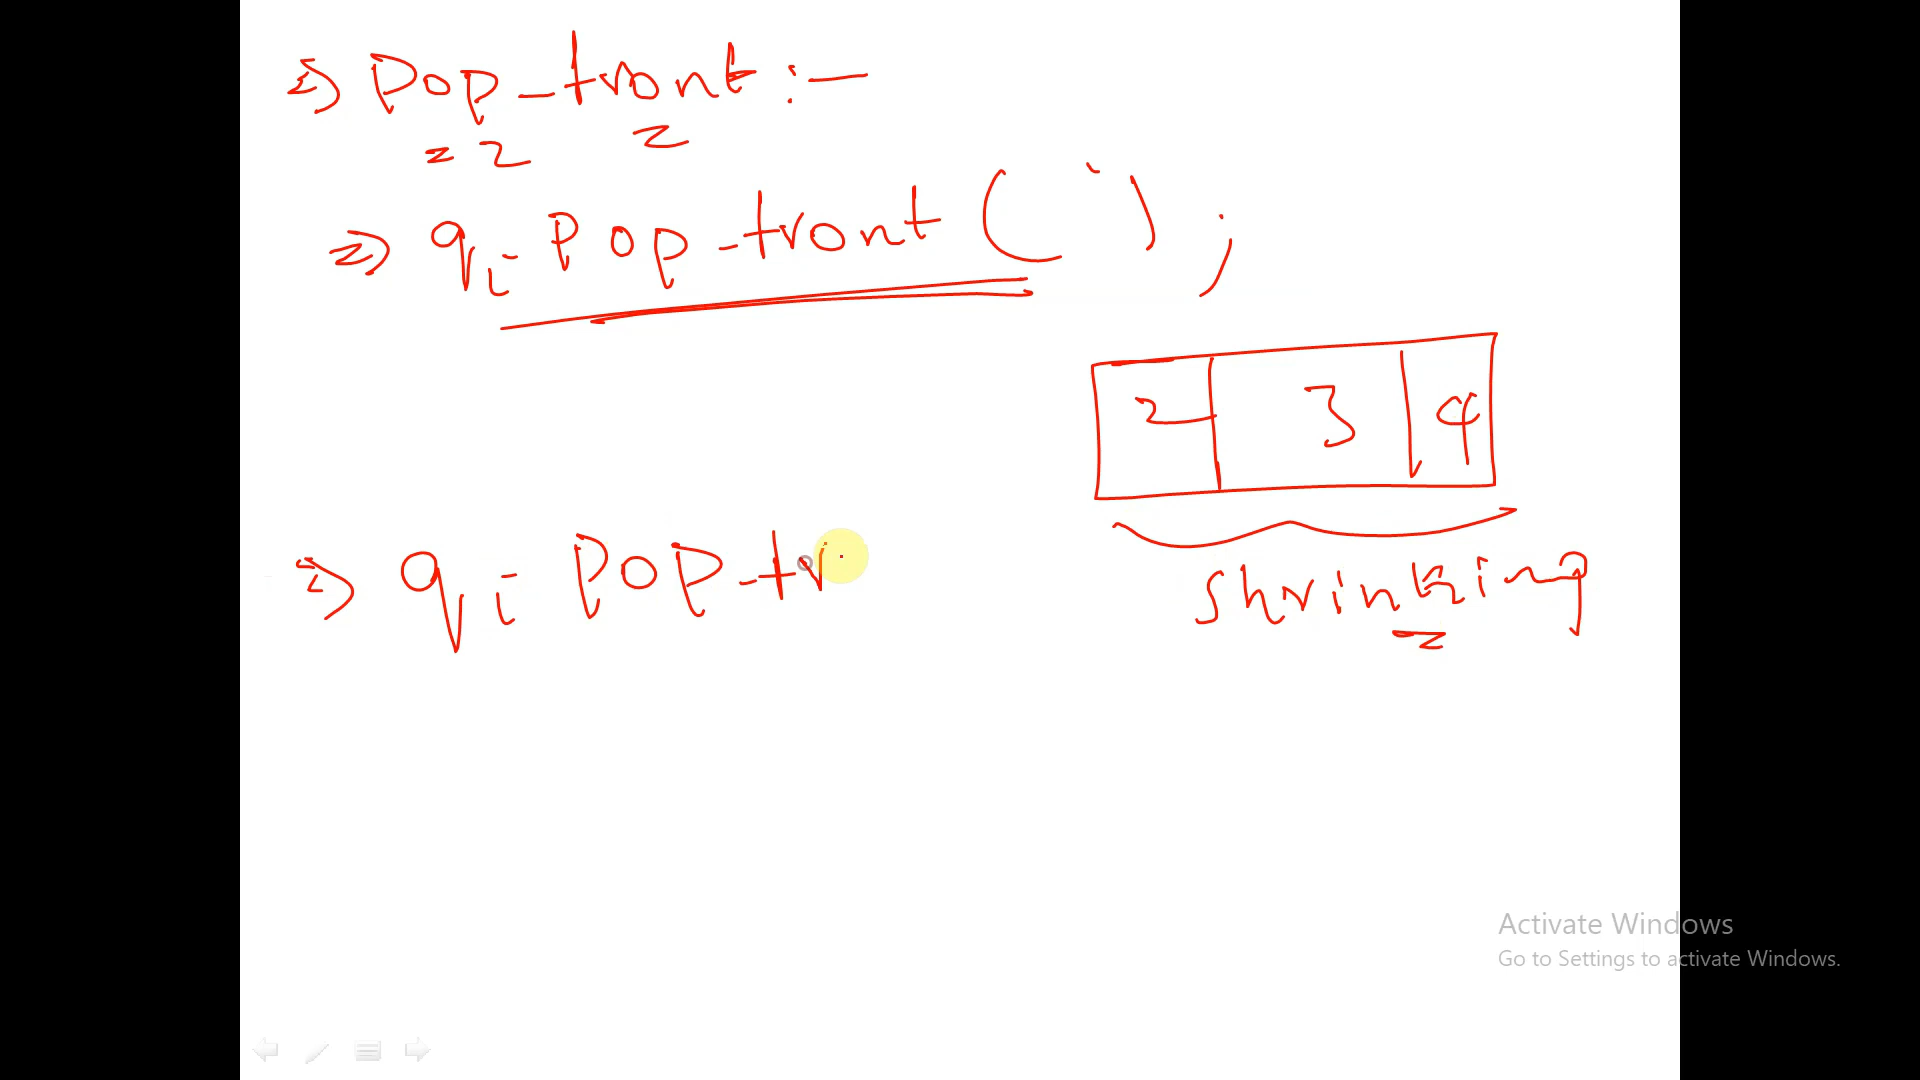 => pop_front :-
=> q. pop_front ( ) ;
2 3 4
shrinking
=> q. pop_fr
Activate Windows
Go to Settings to activate Windows.